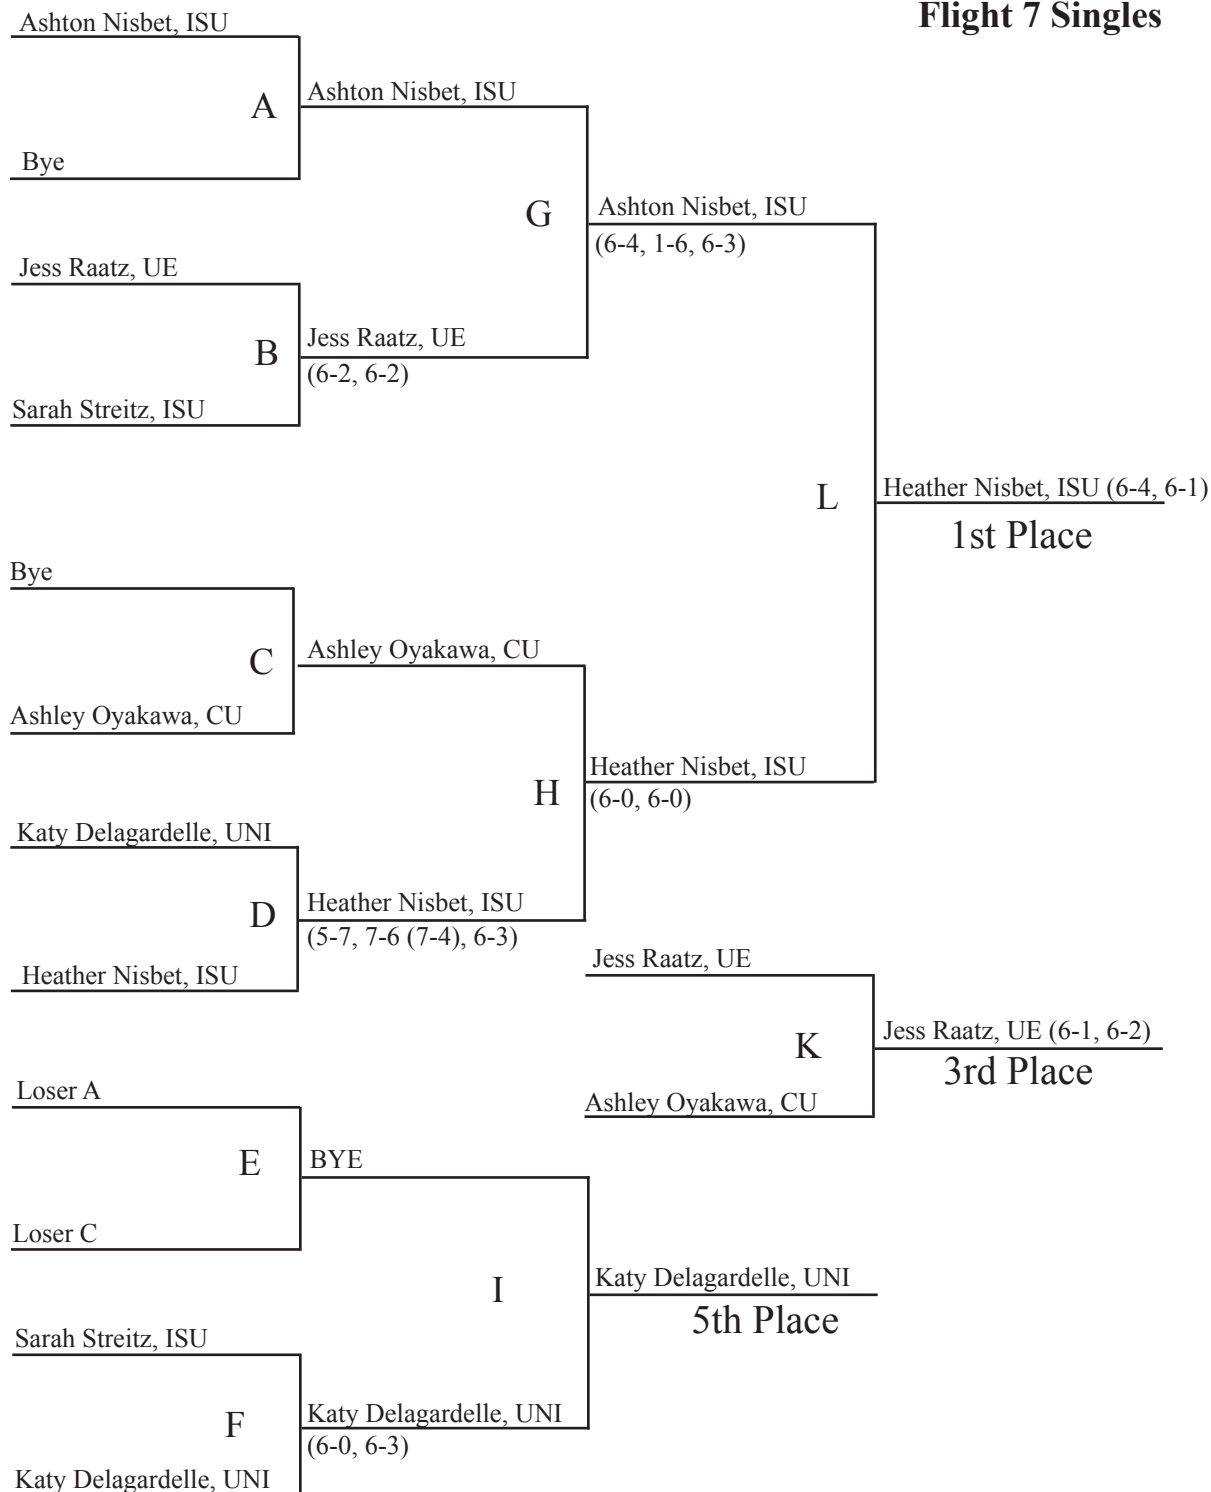 Flight 7 Singles
Ashton Nisbet, ISU
A
Ashton Nisbet, ISU
Bye
G
Ashton Nisbet, ISU
(6-4, 1-6, 6-3)
Jess Raatz, UE
B
Jess Raatz, UE
(6-2, 6-2)
Sarah Streitz, ISU
L
Heather Nisbet, ISU (6-4, 6-1)
1st Place
Bye
C
Ashley Oyakawa, CU
Ashley Oyakawa, CU
H
Heather Nisbet, ISU
(6-0, 6-0)
Katy Delagardelle, UNI
D
Heather Nisbet, ISU
(5-7, 7-6 (7-4), 6-3)
Heather Nisbet, ISU
Jess Raatz, UE
K
Jess Raatz, UE (6-1, 6-2)
3rd Place
Ashley Oyakawa, CU
Loser A
E
BYE
Loser C
I
Katy Delagardelle, UNI
5th Place
Sarah Streitz, ISU
F
Katy Delagardelle, UNI
(6-0, 6-3)
Katy Delagardelle, UNI